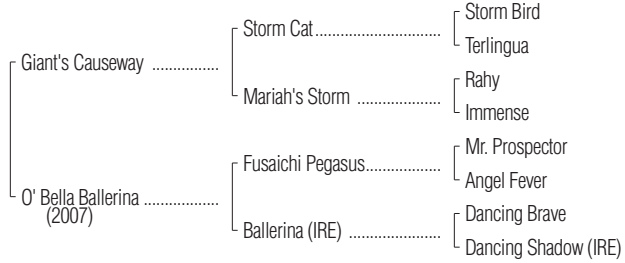 Storm Bird
Storm Cat..............................
Terlingua
Giant's Causeway ................
Rahy
Mariah's Storm ....................
Immense
Mr. Prospector
Fusaichi Pegasus..................
Angel Fever
O' Bella Ballerina .................
(2007)
Dancing Brave
Ballerina (IRE) ......................
Dancing Shadow (IRE)